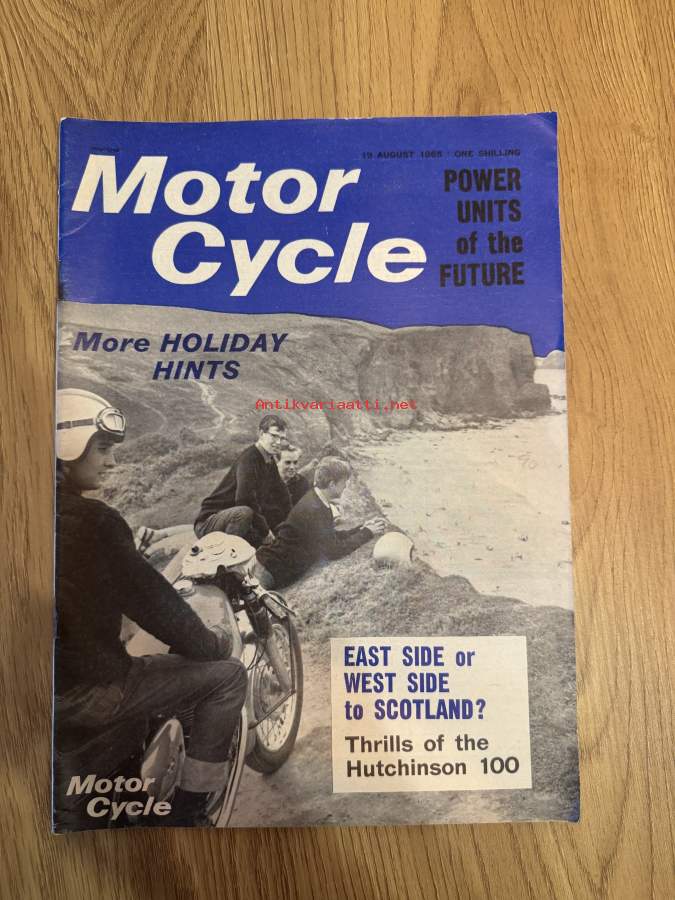 19 AUGUST 1965 · ONE SHILLING
Motor
Cycle
POWER
UNITS
of the
FUTURE
More HOLIDAY
HINTS
Antikvariaatti.net
EAST SIDE or
WEST SIDE
to SCOTLAND?
Thrills of the
Hutchinson 100
Motor
Cycle